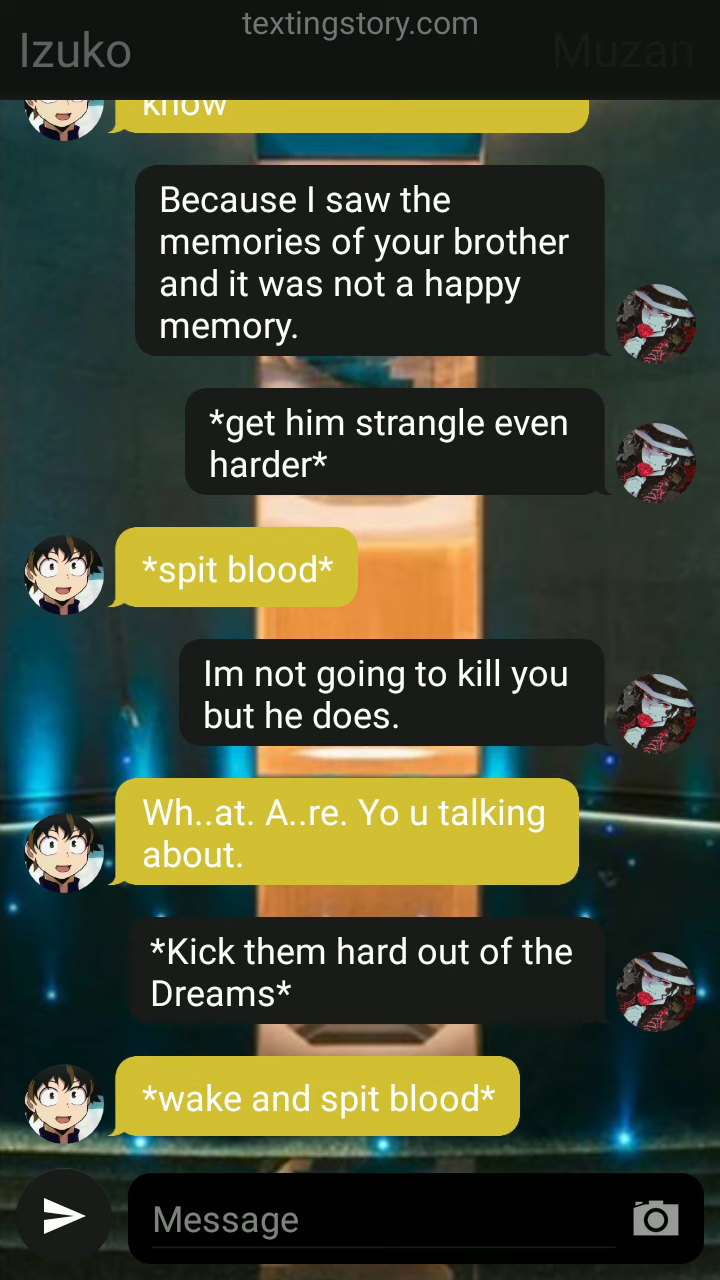 textingstory.com
Izuko
Muzan
know
Because I saw the
memories of your brother
and it was not a happy
memory.
*get him strangle even
harder*
*spit blood*
Im not going to kill you
but he does.
Wh..at. A..re. Yo u talking
about.
*Kick them hard out of the
Dreams*
*wake and spit blood*
Message